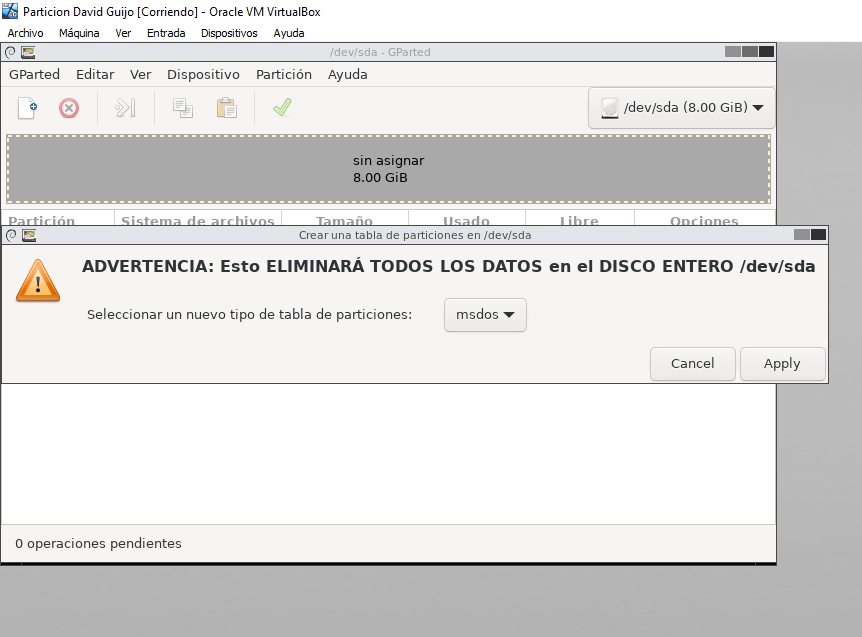 Particion David Guijo [Corriendo] - Oracle VM VirtualBox
Archivo Máquina Ver Entrada Dispositivos Ayuda
/dev/sda - GParted
GParted Editar Ver Dispositivo Partición Ayuda
/dev/sda (8.00 GiB)
sin asignar
8.00 GiB
Partición Sistema de archivos Tamaño Usado Libre Opciones
Crear una tabla de particiones en /dev/sda
ADVERTENCIA: Esto ELIMINARÁ TODOS LOS DATOS en el DISCO ENTERO /dev/sda
Seleccionar un nuevo tipo de tabla de particiones: msdos
Cancel Apply
0 operaciones pendientes